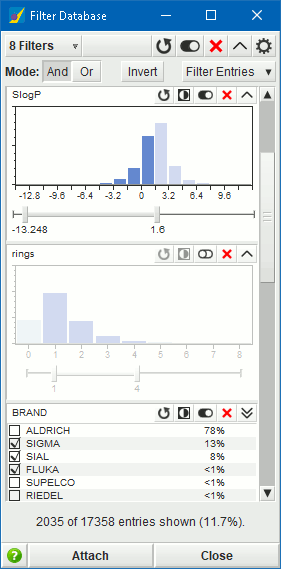 Filter Database
8 Filters
Mode: And Or Invert Filter Entries
SlogP
-12.8 -9.6 -6.4 -3.2 0 3.2 6.4 9.6
-13.248 1.6
rings
0 1 2 3 4 5 6 7 8
1 4
BRAND
ALDRICH 78%
SIGMA 13%
SIAL 8%
FLUKA <1%
SUPELCO <1%
RIEDEL <1%
2035 of 17358 entries shown (11.7%).
? Attach Close